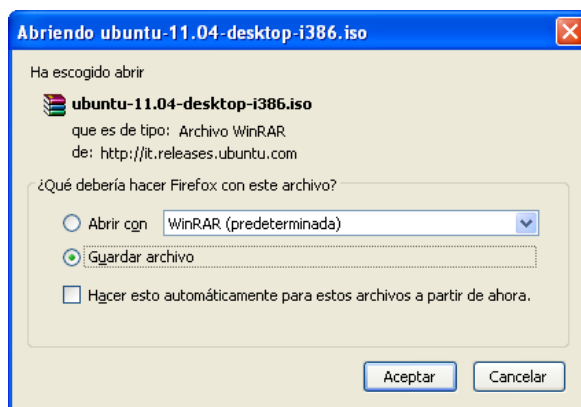 Abriendo ubuntu-11.04-desktop-i386.iso
Ha escogido abrir
ubuntu-11.04-desktop-i386.iso
que es de tipo: Archivo WinRAR
de: http://it.releases.ubuntu.com
¿Qué debería hacer Firefox con este archivo?
Abrir con WinRAR (predeterminada)
Guardar archivo
Hacer esto automáticamente para estos archivos a partir de ahora.
Aceptar Cancelar